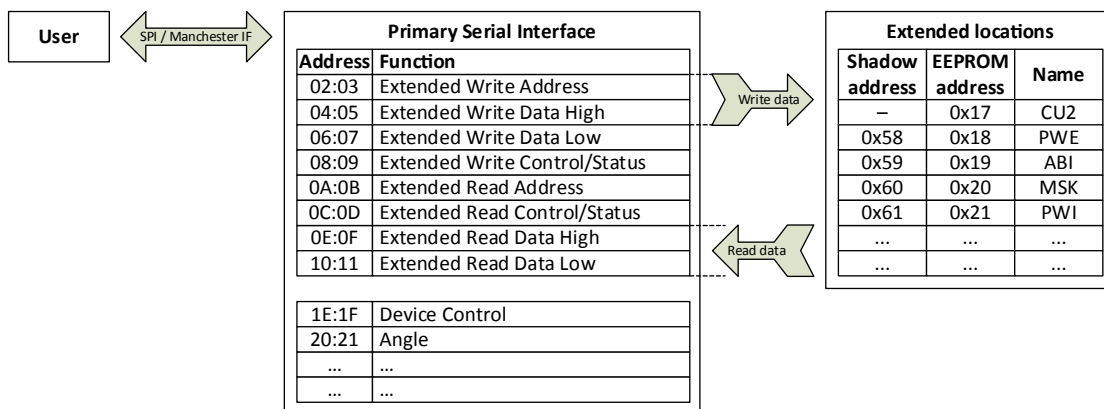 User
SPI / Manchester IF
Primary Serial Interface
Address Function
02:03 Extended Write Address
04:05 Extended Write Data High
06:07 Extended Write Data Low
08:09 Extended Write Control/Status
0A:0B Extended Read Address
0C:0D Extended Read Control/Status
0E:0F Extended Read Data High
10:11 Extended Read Data Low
1E:1F Device Control
20:21 Angle
... ...
... ...
Write data
Read data
Extended locations
Shadow address EEPROM address Name
– 0x17 CU2
0x58 0x18 PWE
0x59 0x19 ABI
0x60 0x20 MSK
0x61 0x21 PWI
... ... ...
... ... ...